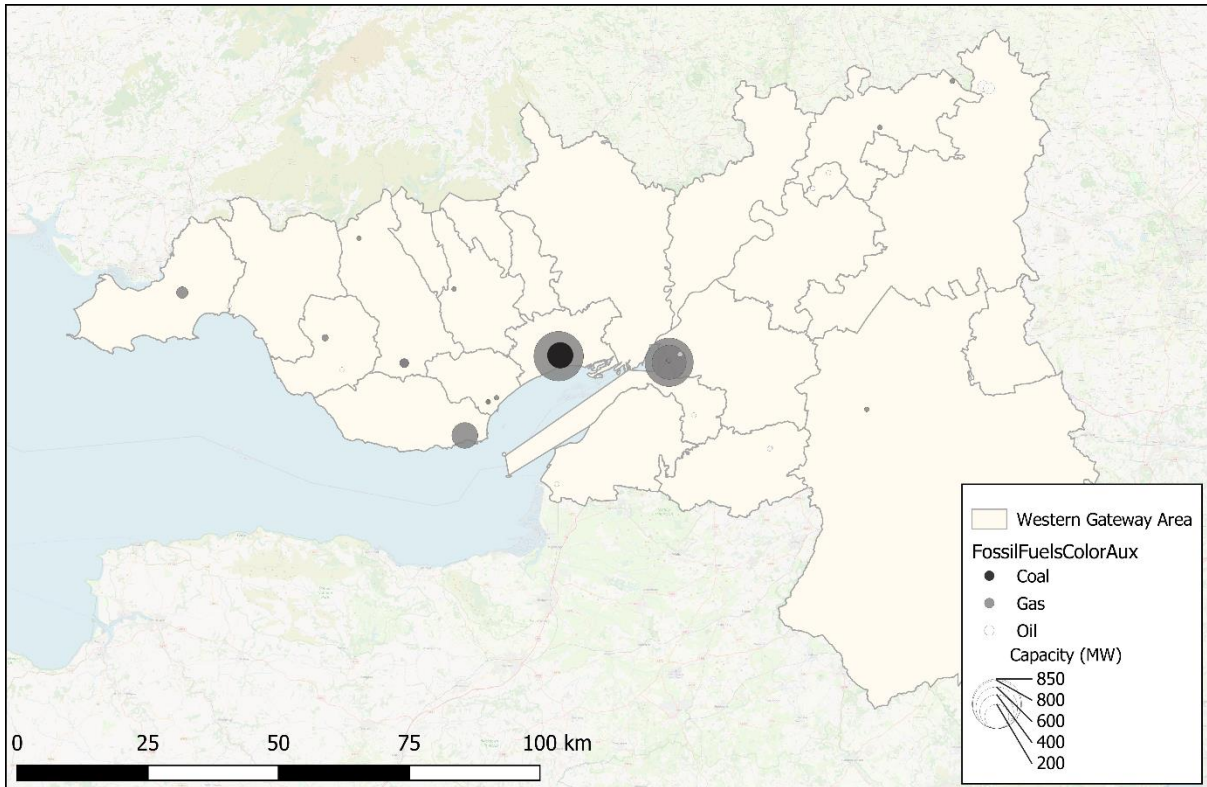 Western Gateway Area
FossilFuelsColorAux
Coal
Gas
Oil
Capacity (MW)
850
800
600
400
200
0 25 50 75 100 km